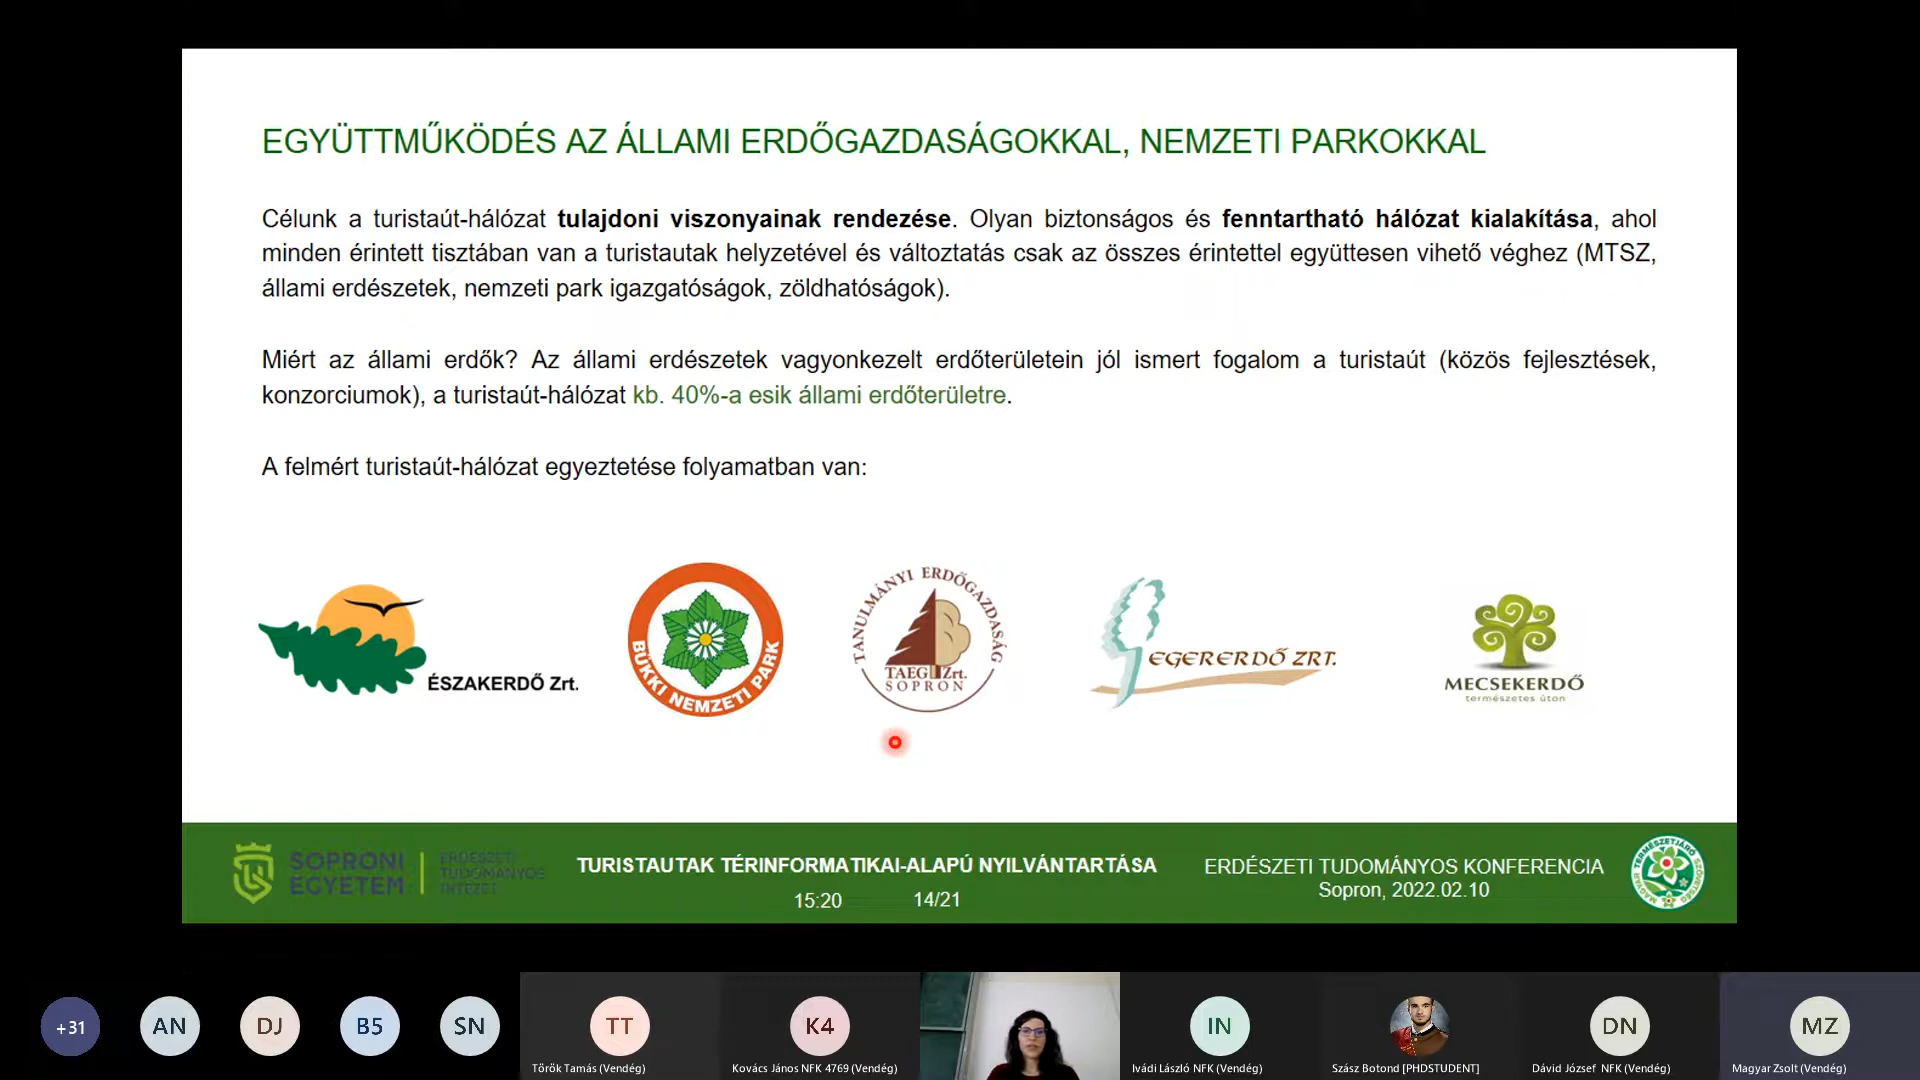 EGYÜTTMŰKÖDÉS AZ ÁLLAMI ERDŐGAZDASÁGOKKAL, NEMZETI PARKOKKAL
Célunk a turistaút-hálózat tulajdoni viszonyainak rendezése. Olyan biztonságos és fenntartható hálózat kialakítása, ahol
minden érintett tisztában van a turistautak helyzetével és változtatás csak az összes érintettel együttesen vihető véghez (MTSZ,
állami erdészetek, nemzeti park igazgatóságok, zöldhatóságok).
Miért az állami erdők? Az állami erdészetek vagyonkezelt erdőterületein jól ismert fogalom a turistaút (közös fejlesztések,
konzorciumok), a turistaút-hálózat kb. 40%-a esik állami erdőterületre.
A felmért turistaút-hálózat egyeztetése folyamatban van:
ÉSZAKERDŐ Zrt.
BÜKKI NEMZETI PARK
TANULMÁNYI ERDŐGAZDASÁG
TAEG Zrt.
SOPRON
EGERERDŐ ZRT.
MECSEKERDŐ
természetes úton
SOPRONI
EGYETEM
ERDÉSZETI
TUDOMÁNYOS
INTÉZET
TURISTAUTAK TÉRINFORMATIKAI-ALAPÚ NYILVÁNTARTÁSA
15:20 14/21
ERDÉSZETI TUDOMÁNYOS KONFERENCIA
Sopron, 2022.02.10
MAGYAR TERMÉSZETJÁRÓ SZÖVETSÉG
+31 AN DJ B5 SN TT K4 IN DN MZ
Török Tamás (Vendég)
Kovács János NFK 4769 (Vendég)
Ivádi László NFK (Vendég)
Szász Botond [PHDSTUDENT]
Dávid József NFK (Vendég)
Magyar Zsolt (Vendég)